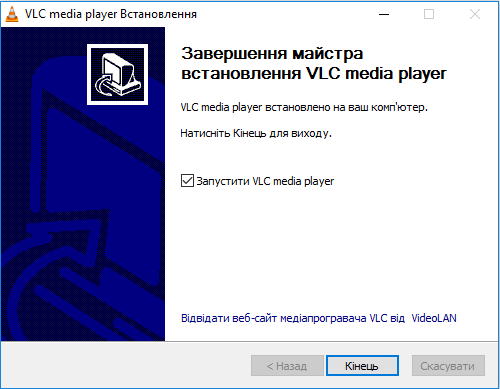 VLC media player Встановлення
Завершення майстра
встановлення VLC media player
VLC media player встановлено на ваш комп'ютер.
Натисніть Кінець для виходу.
Запустити VLC media player
Відвідати веб-сайт медіапрогравача VLC від VideoLAN
< Назад
Кінець
Скасувати